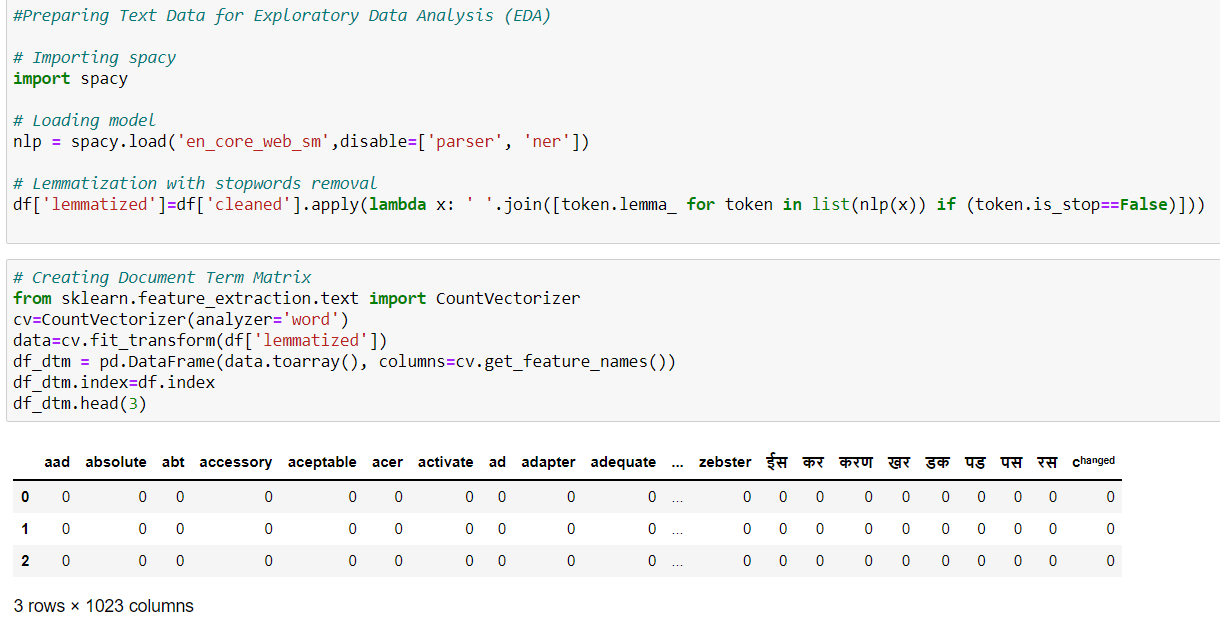 #Preparing Text Data for Exploratory Data Analysis (EDA)
# Importing spacy
import spacy
# Loading model
nlp = spacy.load('en_core_web_sm',disable=['parser', 'ner'])
# Lemmatization with stopwords removal
df['lemmatized']=df['cleaned'].apply(lambda x: ' '.join([token.lemma_ for token in list(nlp(x)) if (token.is_stop==False)]))
# Creating Document Term Matrix
from sklearn.feature_extraction.text import CountVectorizer
cv=CountVectorizer(analyzer='word')
data=cv.fit_transform(df['lemmatized'])
df_dtm = pd.DataFrame(data.toarray(), columns=cv.get_feature_names())
df_dtm.index=df.index
df_dtm.head(3)
aad absolute abt accessory aceptable acer activate ad adapter adequate ... zebster ईस कर करण खर डक पड पस रस ᶜʰᵃⁿᵍᵉᵈ
0 0 0 0 0 0 0 0 0 0 0 ... 0 0 0 0 0 0 0 0 0 0
1 0 0 0 0 0 0 0 0 0 0 ... 0 0 0 0 0 0 0 0 0 0
2 0 0 0 0 0 0 0 0 0 0 ... 0 0 0 0 0 0 0 0 0 0
3 rows × 1023 columns